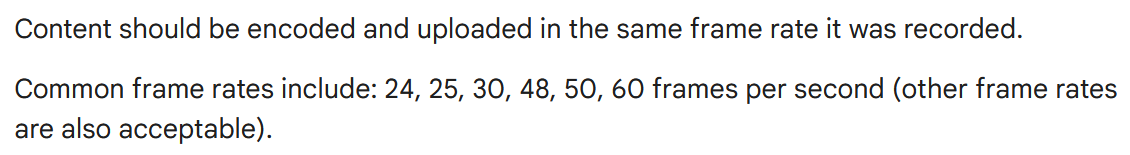 Content should be encoded and uploaded in the same frame rate it was recorded.
Common frame rates include: 24, 25, 30, 48, 50, 60 frames per second (other frame rates
are also acceptable).